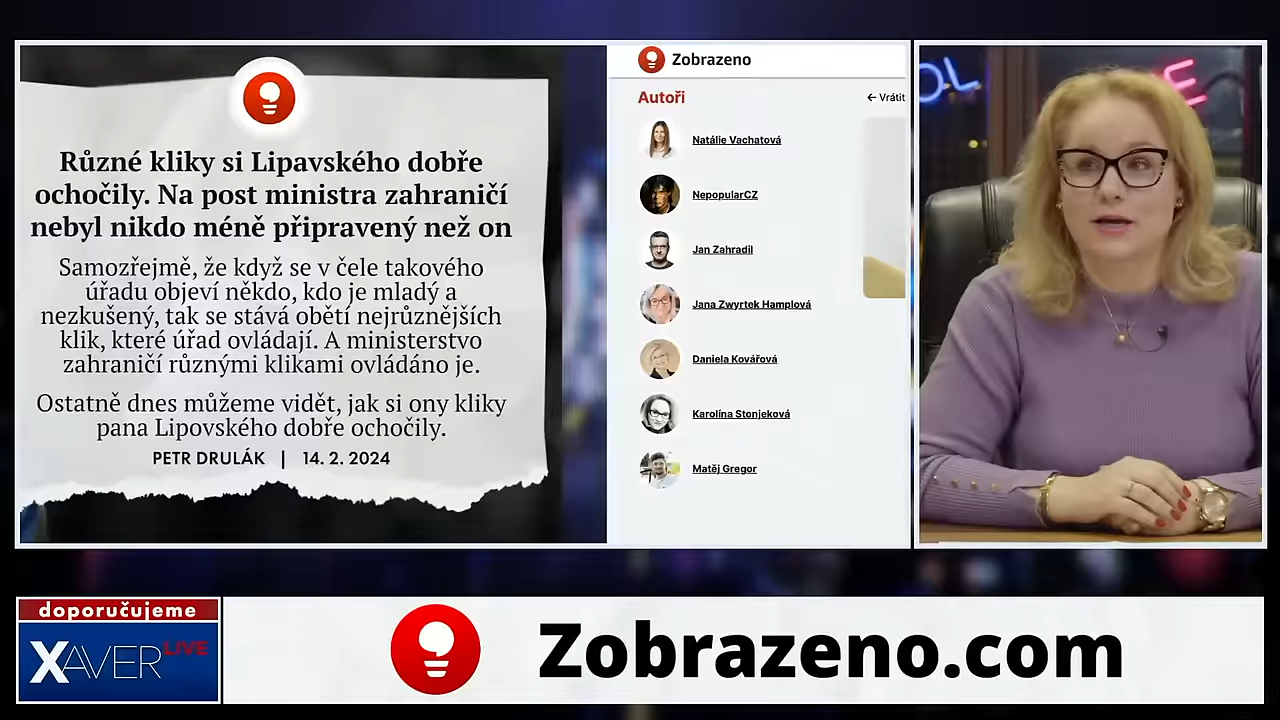 Různé kliky si Lipavského dobře
ochočily. Na post ministra zahraničí
nebyl nikdo méně připravený než on
Samozřejmě, že když se v čele takového
úřadu objeví někdo, kdo je mladý a
nezkušený, tak se stává obětí nejrůznějších
klik, které úřad ovládají. A ministerstvo
zahraničí různými klikami ovládáno je.
Ostatně dnes můžeme vidět, jak si ony kliky
pana Lipovského dobře ochočily.
PETR DRULÁK | 14. 2. 2024
Zobrazeno
Autoři
← Vrátit
Natálie Vachatová
NepopularCZ
Jan Zahradil
Jana Zwyrtek Hamplová
Daniela Kovářová
Karolína Stonjeková
Matěj Gregor
OL
E
doporučujeme
XAVER LIVE
Zobrazeno.com